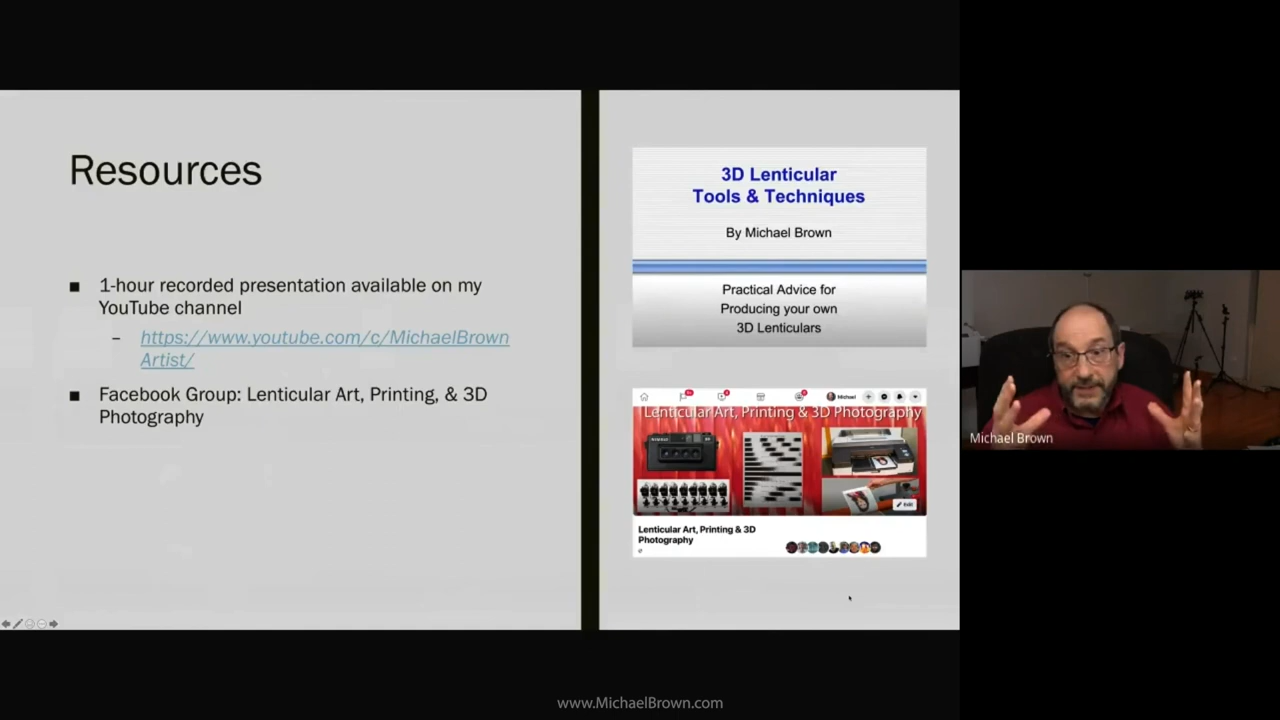 Resources
■ 1-hour recorded presentation available on my
YouTube channel
– https://www.youtube.com/c/MichaelBrown
Artist/
■ Facebook Group: Lenticular Art, Printing, & 3D
Photography
3D Lenticular
Tools & Techniques
By Michael Brown
Practical Advice for
Producing your own
3D Lenticulars
Michael
Lenticular Art, Printing & 3D Photography
Edit
Lenticular Art, Printing & 3D
Photography
Michael Brown
www.MichaelBrown.com